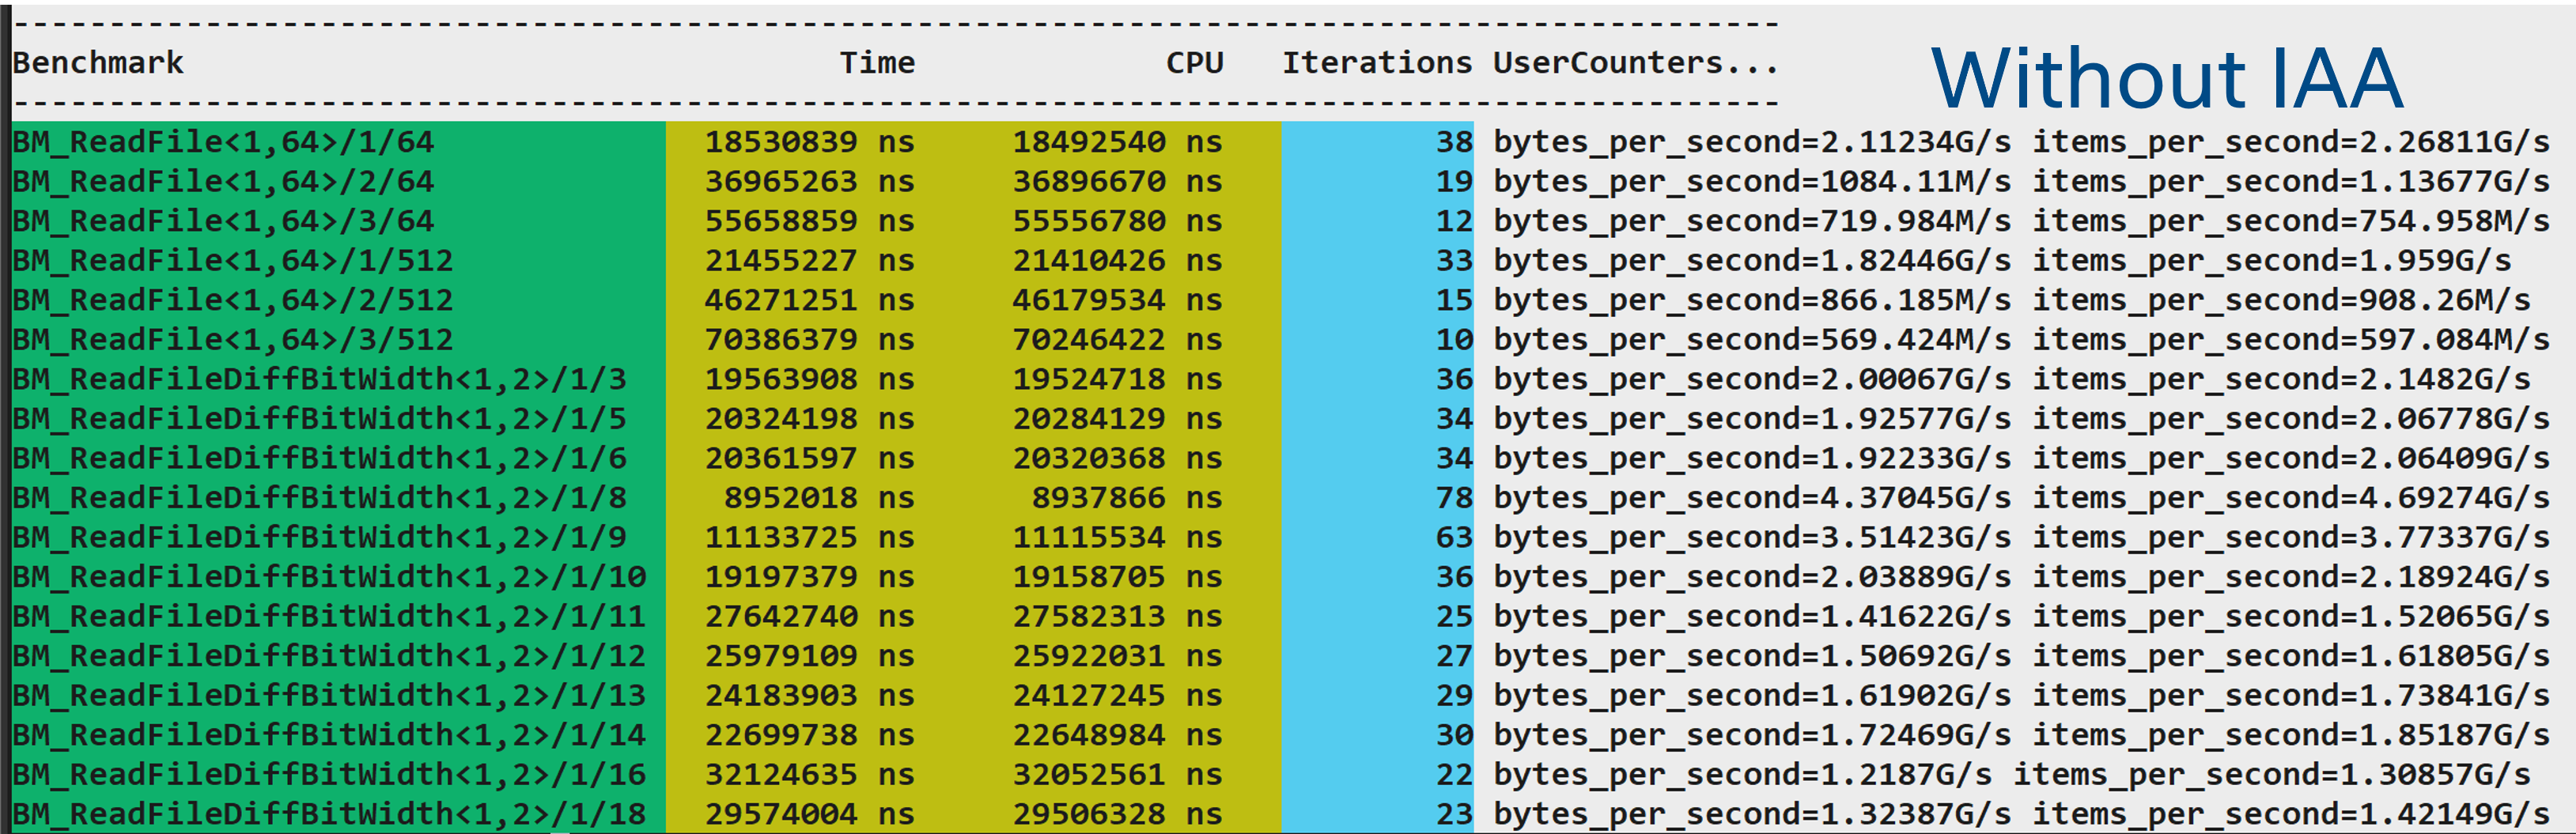 ------------------------------------------------------------------------------------------
Benchmark Time CPU Iterations UserCounters...
Without IAA
------------------------------------------------------------------------------------------
BM_ReadFile<1,64>/1/64 18530839 ns 18492540 ns 38 bytes_per_second=2.11234G/s items_per_second=2.26811G/s
BM_ReadFile<1,64>/2/64 36965263 ns 36896670 ns 19 bytes_per_second=1084.11M/s items_per_second=1.13677G/s
BM_ReadFile<1,64>/3/64 55658859 ns 55556780 ns 12 bytes_per_second=719.984M/s items_per_second=754.958M/s
BM_ReadFile<1,64>/1/512 21455227 ns 21410426 ns 33 bytes_per_second=1.82446G/s items_per_second=1.959G/s
BM_ReadFile<1,64>/2/512 46271251 ns 46179534 ns 15 bytes_per_second=866.185M/s items_per_second=908.26M/s
BM_ReadFile<1,64>/3/512 70386379 ns 70246422 ns 10 bytes_per_second=569.424M/s items_per_second=597.084M/s
BM_ReadFileDiffBitWidth<1,2>/1/3 19563908 ns 19524718 ns 36 bytes_per_second=2.00067G/s items_per_second=2.1482G/s
BM_ReadFileDiffBitWidth<1,2>/1/5 20324198 ns 20284129 ns 34 bytes_per_second=1.92577G/s items_per_second=2.06778G/s
BM_ReadFileDiffBitWidth<1,2>/1/6 20361597 ns 20320368 ns 34 bytes_per_second=1.92233G/s items_per_second=2.06409G/s
BM_ReadFileDiffBitWidth<1,2>/1/8 8952018 ns 8937866 ns 78 bytes_per_second=4.37045G/s items_per_second=4.69274G/s
BM_ReadFileDiffBitWidth<1,2>/1/9 11133725 ns 11115534 ns 63 bytes_per_second=3.51423G/s items_per_second=3.77337G/s
BM_ReadFileDiffBitWidth<1,2>/1/10 19197379 ns 19158705 ns 36 bytes_per_second=2.03889G/s items_per_second=2.18924G/s
BM_ReadFileDiffBitWidth<1,2>/1/11 27642740 ns 27582313 ns 25 bytes_per_second=1.41622G/s items_per_second=1.52065G/s
BM_ReadFileDiffBitWidth<1,2>/1/12 25979109 ns 25922031 ns 27 bytes_per_second=1.50692G/s items_per_second=1.61805G/s
BM_ReadFileDiffBitWidth<1,2>/1/13 24183903 ns 24127245 ns 29 bytes_per_second=1.61902G/s items_per_second=1.73841G/s
BM_ReadFileDiffBitWidth<1,2>/1/14 22699738 ns 22648984 ns 30 bytes_per_second=1.72469G/s items_per_second=1.85187G/s
BM_ReadFileDiffBitWidth<1,2>/1/16 32124635 ns 32052561 ns 22 bytes_per_second=1.2187G/s items_per_second=1.30857G/s
BM_ReadFileDiffBitWidth<1,2>/1/18 29574004 ns 29506328 ns 23 bytes_per_second=1.32387G/s items_per_second=1.42149G/s